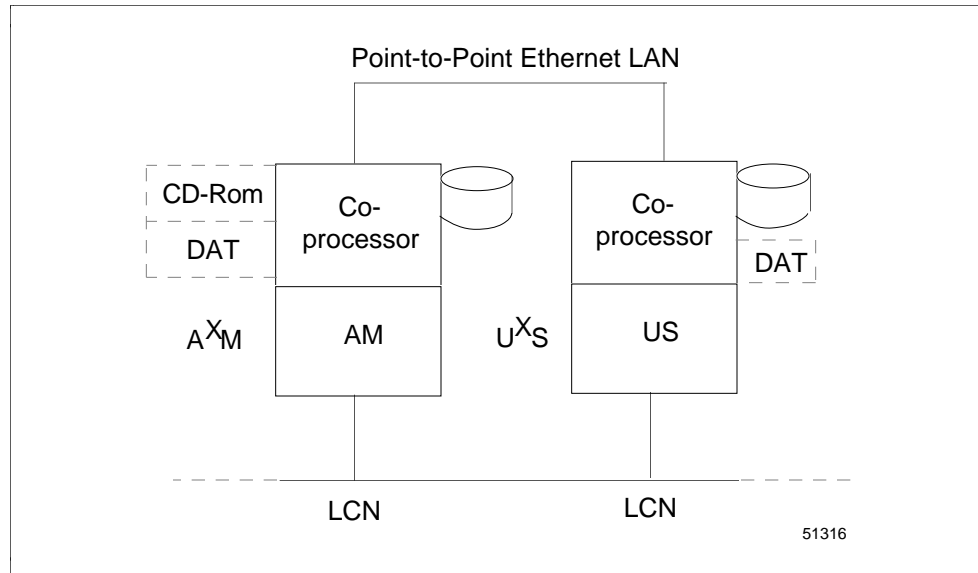 Point-to-Point Ethernet LAN
CD-Rom
DAT
Co-
processor
Co-
processor
DAT
AXM
AM
UXS
US
LCN
LCN
51316